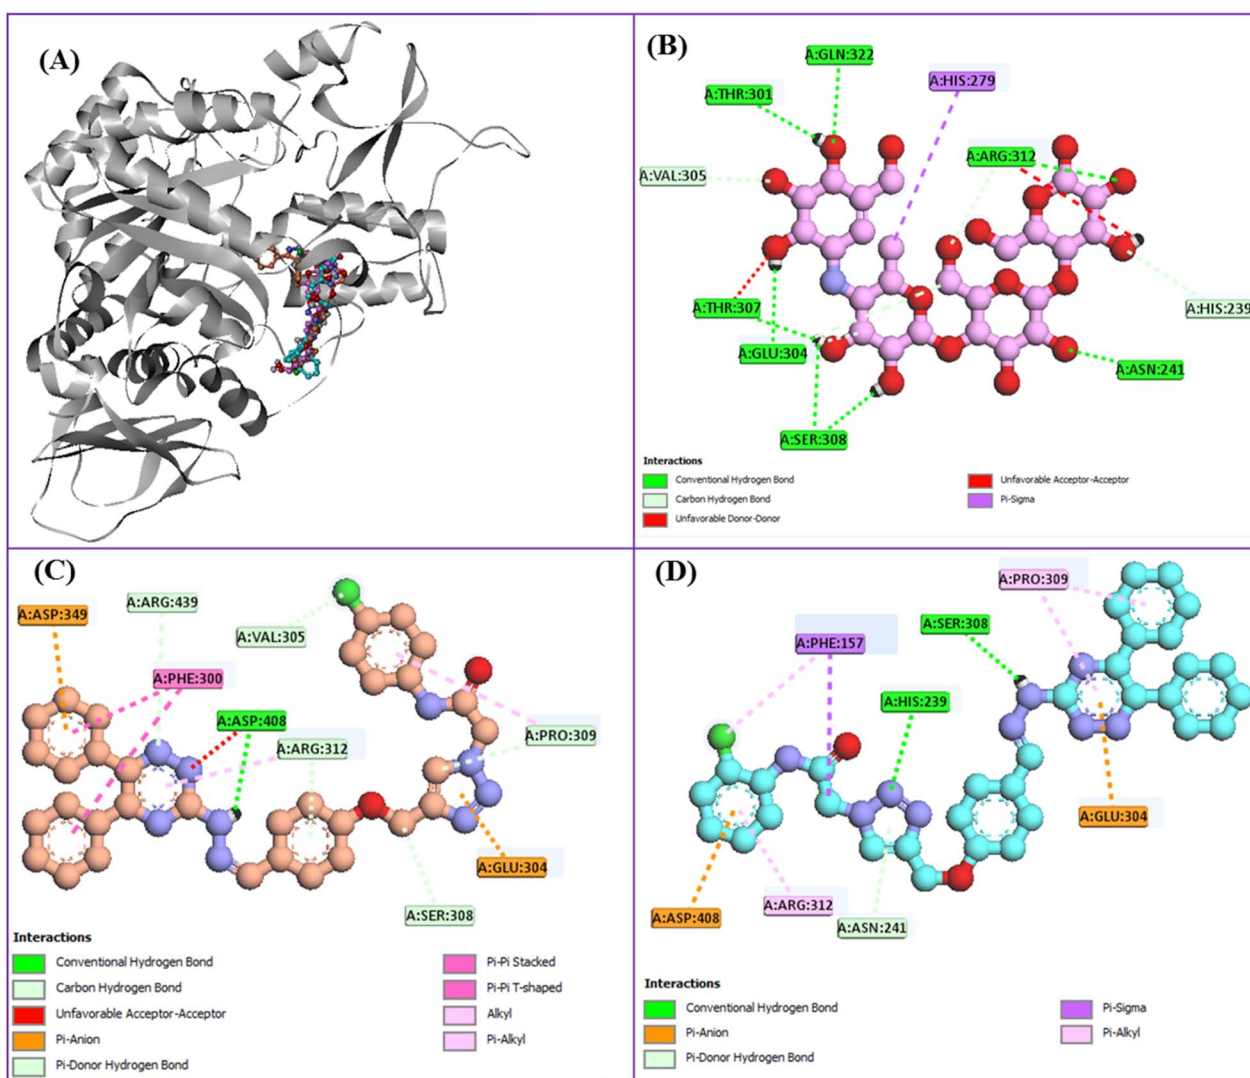 (A)
(B)
A:GLN:322
A:HIS:279
A:THR:301
A:ARG:312
A:VAL:305
A:THR:307
A:HIS:239
A:GLU:304
A:ASN:241
A:SER:308
Interactions
Conventional Hydrogen Bond
Carbon Hydrogen Bond
Unfavorable Donor-Donor
Unfavorable Acceptor-Acceptor
Pi-Sigma
(C)
A:ARG:439
A:ASP:349
A:VAL:305
A:PHE:300
A:ASP:408
A:ARG:312
A:PRO:309
A:GLU:304
A:SER:308
Interactions
Conventional Hydrogen Bond
Carbon Hydrogen Bond
Unfavorable Acceptor-Acceptor
Pi-Anion
Pi-Donor Hydrogen Bond
Pi-Pi Stacked
Pi-Pi T-shaped
Alkyl
Pi-Alkyl
(D)
A:PRO:309
A:SER:308
A:PHE:157
A:HIS:239
A:GLU:304
A:ARG:312
A:ASP:408
A:ASN:241
Interactions
Conventional Hydrogen Bond
Pi-Anion
Pi-Donor Hydrogen Bond
Pi-Sigma
Pi-Alkyl